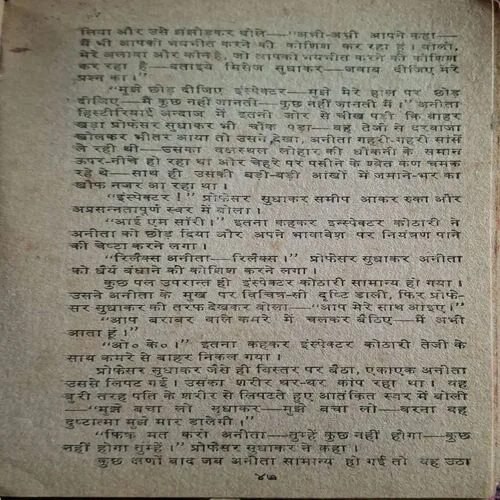 लिया और उसे झंझोड़कर बोले—"अभी-अभी आपने कहा—
मैं भी आपको भयभीत करने की कोशिश कर रहा हूं। बोलो,
मेरे अलावा और कौन है, जो आपको भयभीत करने की कोशिश
कर रहा है—बताइये मिसेज सुधाकर—जवाब दीजिए मेरे
प्रश्न का।"
"मुझे छोड़ दीजिए इंस्पेक्टर—मुझे मेरे हाल पर छोड़
दीजिए—मैं कुछ नहीं जानती—कुछ नहीं जानती मैं।" अनीता
हिस्टीरियाई अन्दाज में इतनी जोर से चीख पड़ी कि बाहर
खड़ा प्रोफेसर सुधाकर भी चौंक पड़ा—वह तेजी से दरवाजा
खोलकर भीतर आया तो उसने देखा, अनीता गहरी-गहरी सांसें
ले रही थी—उसका वक्षस्थल लोहार की धौंकनी के समान
ऊपर-नीचे हो रहा था और चेहरे पर पसीने के श्वेत कण चमक
रहे थे—साथ ही उसकी बड़ी-बड़ी आंखों में जमाने-भर का
खौफ नजर आ रहा था।
"इंस्पेक्टर!" प्रोफेसर सुधाकर समीप आकर रुका और
अप्रसन्नतापूर्ण स्वर में बोला।
"आई एम सॉरी।" इतना कहकर इन्स्पेक्टर कोठारी ने
अनीता को छोड़ दिया और अपने भावावेश पर नियंत्रण पाने
की चेष्टा करने लगा।
"रिलैक्स अनीता—रिलैक्स।" प्रोफेसर सुधाकर अनीता
को धैर्य बंधाने की कोशिश करने लगा।
कुछ पल उपरान्त ही इंस्पेक्टर कोठारी सामान्य हो गया।
उसने अनीता के मुख पर विचित्र-सी दृष्टि डाली, फिर प्रोफे-
सर सुधाकर की तरफ देखकर बोला—"आप मेरे साथ आइए।"
"आप बराबर वाले कमरे में चलकर बैठिए—मैं अभी
आता हूं।"
"ओ० के०।" इतना कहकर इंस्पेक्टर कोठारी तेजी के
साथ कमरे से बाहर निकल गया।
प्रोफेसर सुधाकर जैसे ही बिस्तर पर बैठा, एकाएक अनीता
उससे लिपट गई। उसका शरीर थर-थर कांप रहा था। वह
बुरी तरह पति के शरीर से लिपटते हुए आतंकित स्वर में बोली
—"मुझे बचा लो सुधाकर—मुझे बचा लो—वरना वह
दुष्टात्मा मुझे मार डालेगी।"
"फिक्र मत करो अनीता—तुम्हें कुछ नहीं होगा—कुछ
नहीं होगा तुम्हें।" प्रोफेसर सुधाकर ने कहा।
कुछ क्षणों बाद जब अनीता सामान्य हो गई तो वह उठा
४७